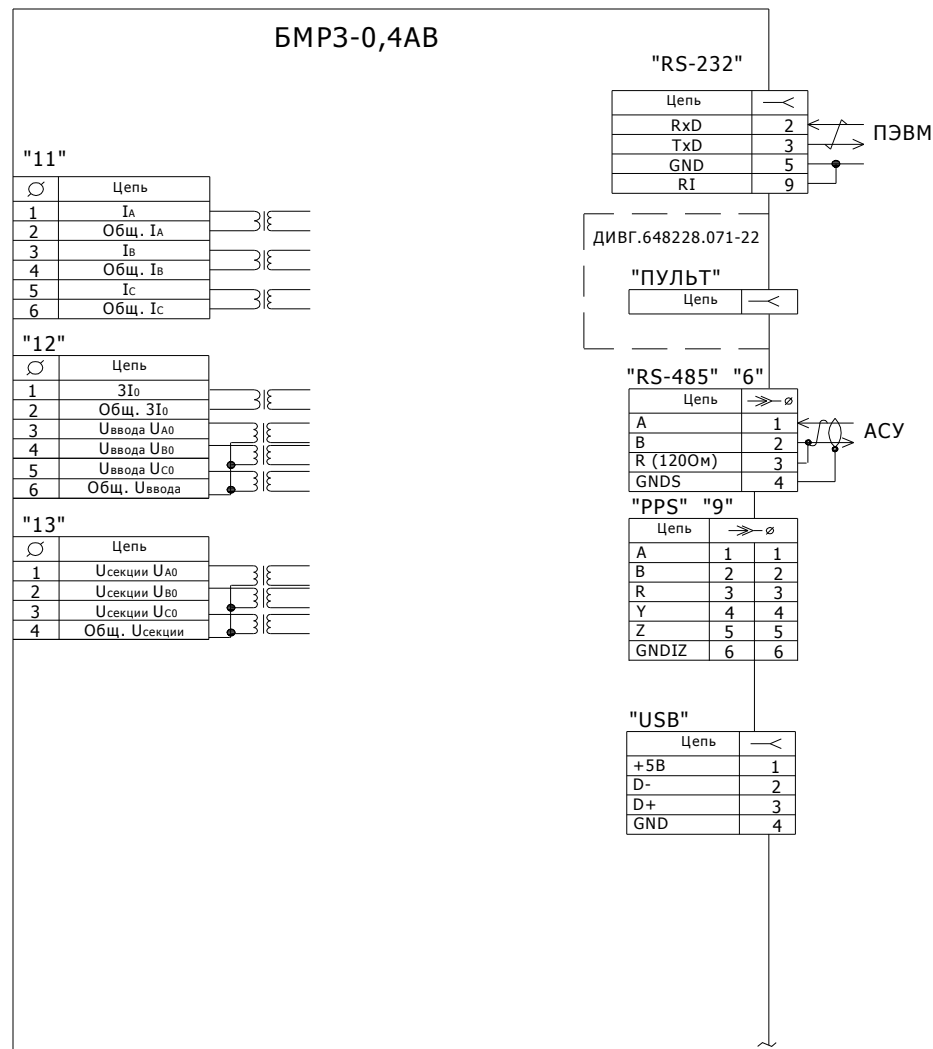 БМРЗ-0,4АВ
"RS-232"
Цепь
RxD 2
TxD 3
GND 5
RI 9
ПЭВМ
"11"
Ø Цепь
1 IA
2 Общ. IA
3 IB
4 Общ. IB
5 IC
6 Общ. IC
ДИВГ.648228.071-22
"ПУЛЬТ"
Цепь
"12"
Ø Цепь
1 3I0
2 Общ. 3I0
3 Uввода UA0
4 Uввода UB0
5 Uввода UC0
6 Общ. Uввода
"RS-485" "6"
Цепь ø
A 1
B 2
R (120Ом) 3
GNDS 4
АСУ
"PPS" "9"
Цепь ø
A 1 1
B 2 2
R 3 3
Y 4 4
Z 5 5
GNDIZ 6 6
"13"
Ø Цепь
1 Uсекции UA0
2 Uсекции UB0
3 Uсекции UC0
4 Общ. Uсекции
"USB"
Цепь
+5В 1
D- 2
D+ 3
GND 4